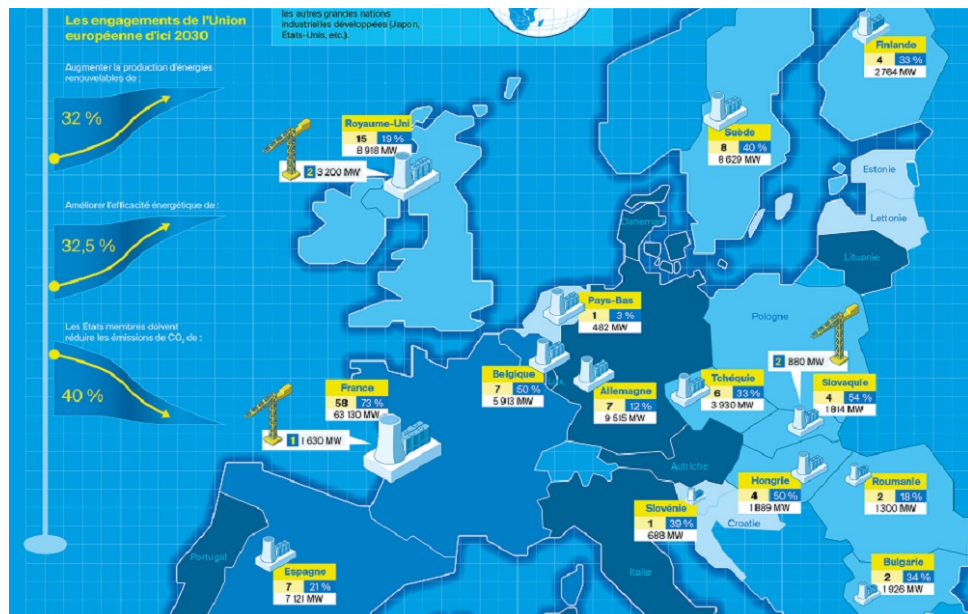 Les engagements de l'Union
européenne d'ici 2030
les autres grandes nations
industrielles développées (Japon,
États-Unis, etc.).
Augmenter la production d'énergies
renouvelables de :
32 %
Améliorer l'efficacité énergétique de :
32,5 %
Les États membres doivent
réduire les émissions de CO₂ de :
40 %
Finlande
4 33 %
2 764 MW
Suède
8 40 %
8 629 MW
Royaume-Uni
15 19 %
8 918 MW
2 3 200 MW
Estonie
Lettonie
Lituanie
Danemark
Pays-Bas
1 3 %
482 MW
Pologne
Belgique
7 50 %
5 913 MW
Lux.
Allemagne
7 12 %
9 515 MW
Tchéquie
6 33 %
3 930 MW
2 880 MW
Slovaquie
4 54 %
1 814 MW
France
58 73 %
63 130 MW
1 1 630 MW
Autriche
Hongrie
4 50 %
1 889 MW
Roumanie
2 18 %
1 300 MW
Slovénie
1 39 %
688 MW
Croatie
Italie
Portugal
Espagne
7 21 %
7 121 MW
Bulgarie
2 34 %
1 926 MW